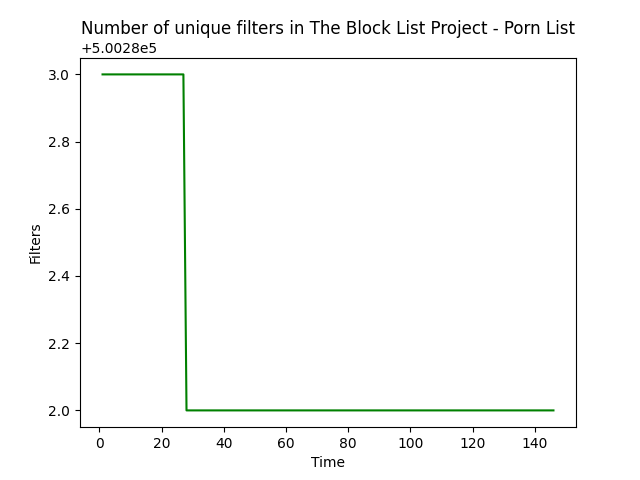 Number of unique filters in The Block List Project - Porn List
+5.0028e5
3.0
2.8
2.6
2.4
2.2
2.0
Filters
0 20 40 60 80 100 120 140
Time